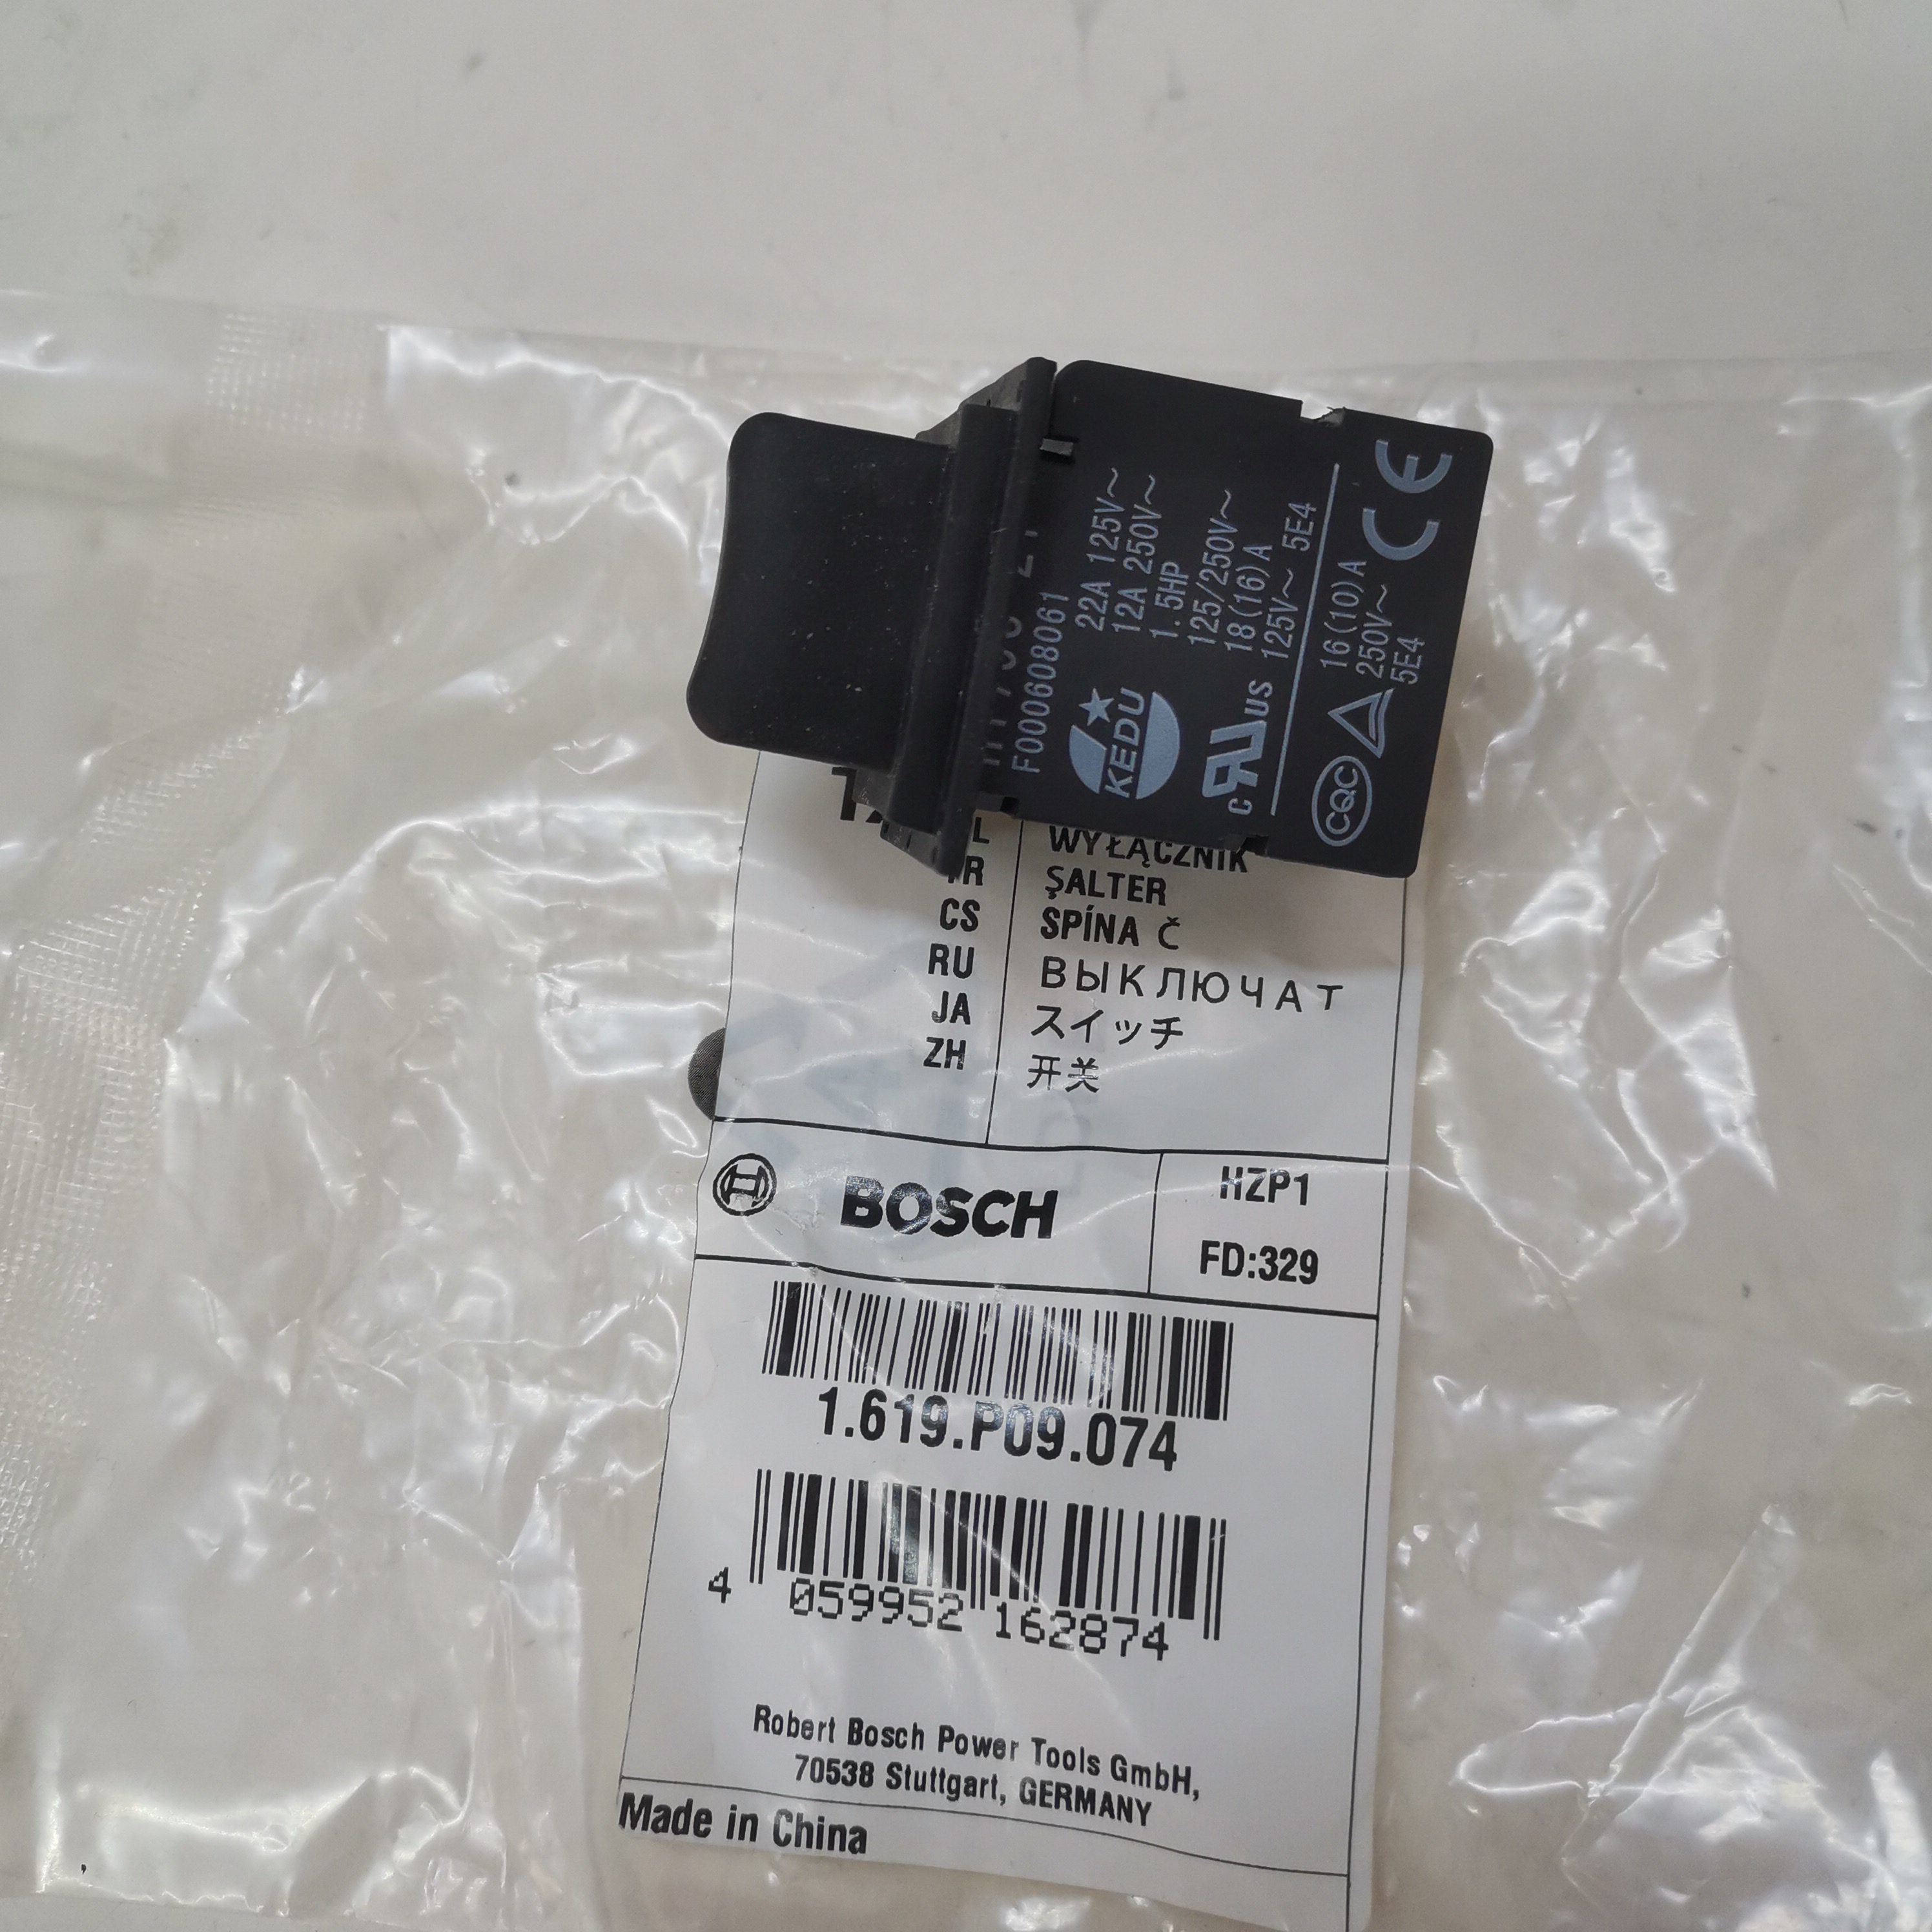 F000608061
KEDU
22A 125V~
12A 250V~
1.5HP
125/250V~
18(16)A
125V~ 5E4
c RU us
CQC
16(10)A
250V~
5E4
CE
WYŁĄCZNIK
ŞALTER
CS SPÍNA Č
RU ВЫКЛЮЧАТ
JA スイッチ
ZH 开关
BOSCH
HZP1
FD:329
1.619.P09.074
4 059952 162874
Robert Bosch Power Tools GmbH,
70538 Stuttgart, GERMANY
Made in China